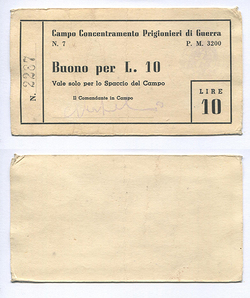 Campo Concentramento Prigionieri di Guerra
N. 7 P. M. 3200
Buono per L. 10
Vale solo per lo Spaccio del Campo
Il Comandante in Campo
LIRE
10
N. 2287